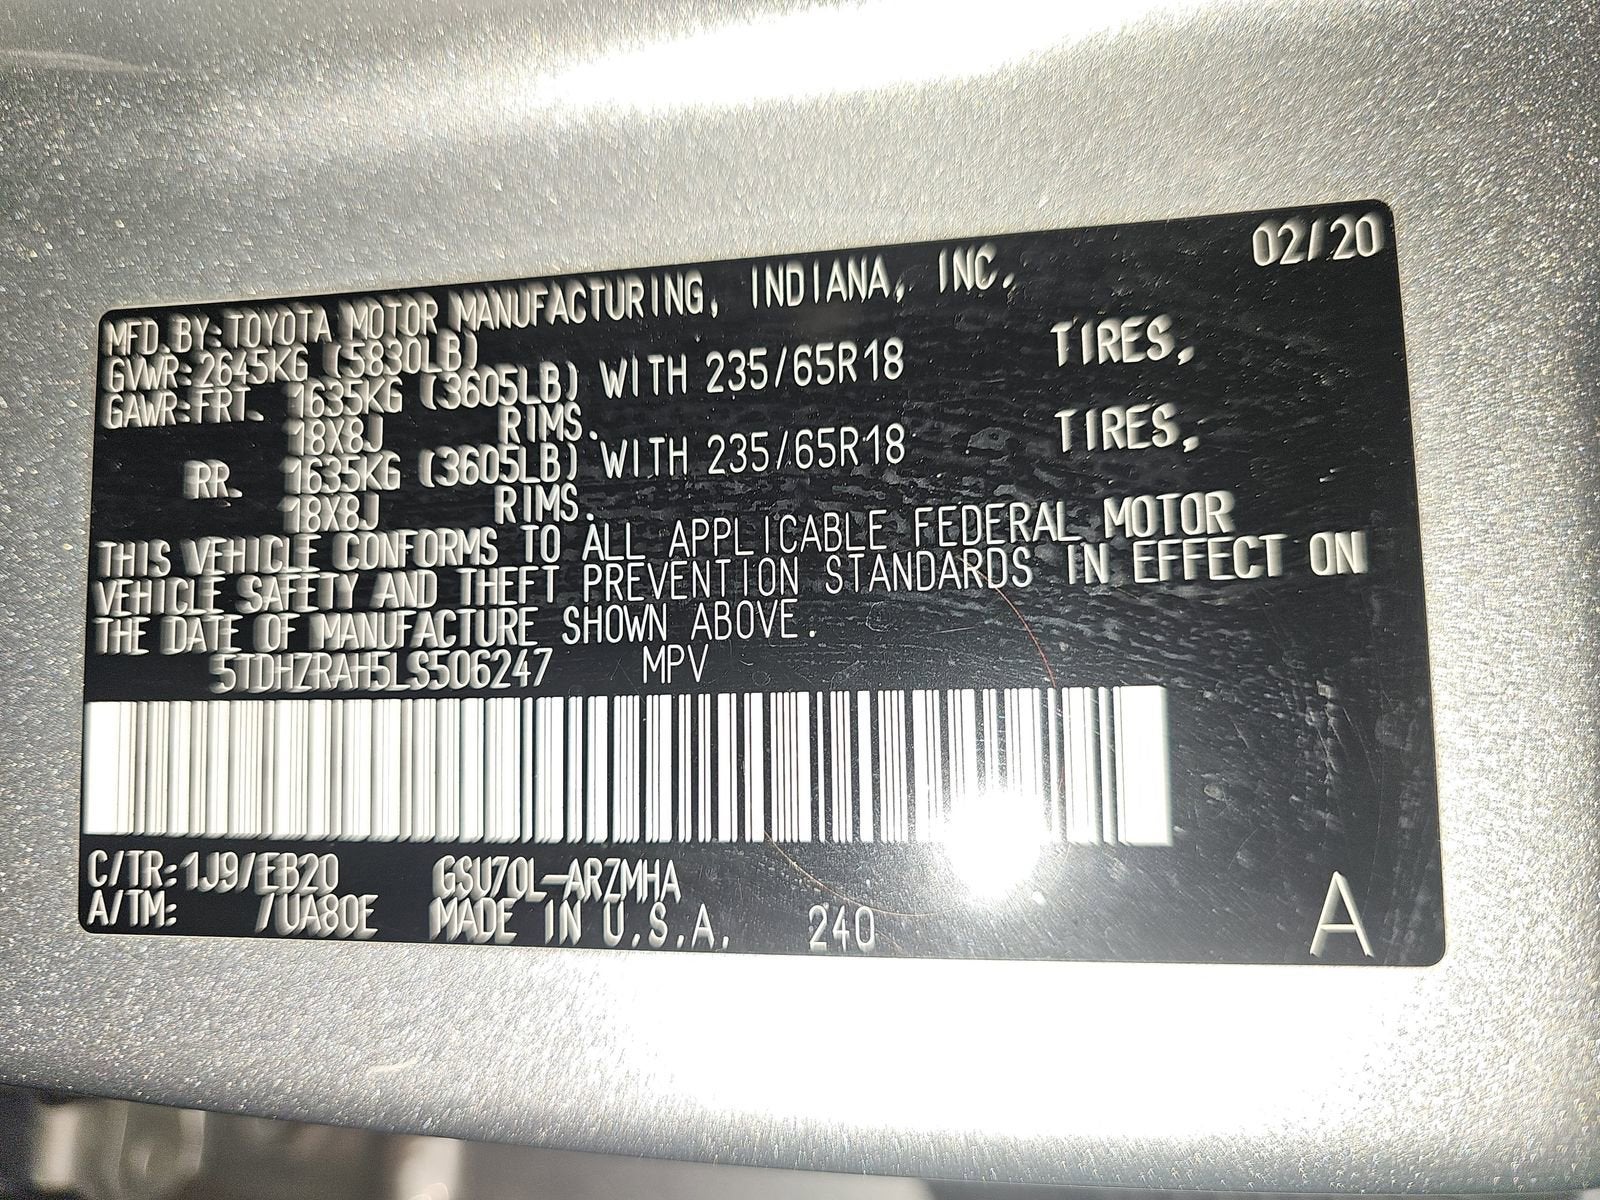 02/20
MFD. BY: TOYOTA MOTOR MANUFACTURING, INDIANA, INC.
GVWR: 2645KG (5830LB)
GAWR: FRT. 1635KG (3605LB) WITH 235/65R18 TIRES,
18X8J RIMS.
RR. 1635KG (3605LB) WITH 235/65R18 TIRES,
18X8J RIMS.
THIS VEHICLE CONFORMS TO ALL APPLICABLE FEDERAL MOTOR
VEHICLE SAFETY AND THEFT PREVENTION STANDARDS IN EFFECT ON
THE DATE OF MANUFACTURE SHOWN ABOVE.
5TDHZRAH5LS506247 MPV
C/TR: 1J9/EB20 GSU70L-ARZMHA
A/TM: /UA80E MADE IN U.S.A. 240 A